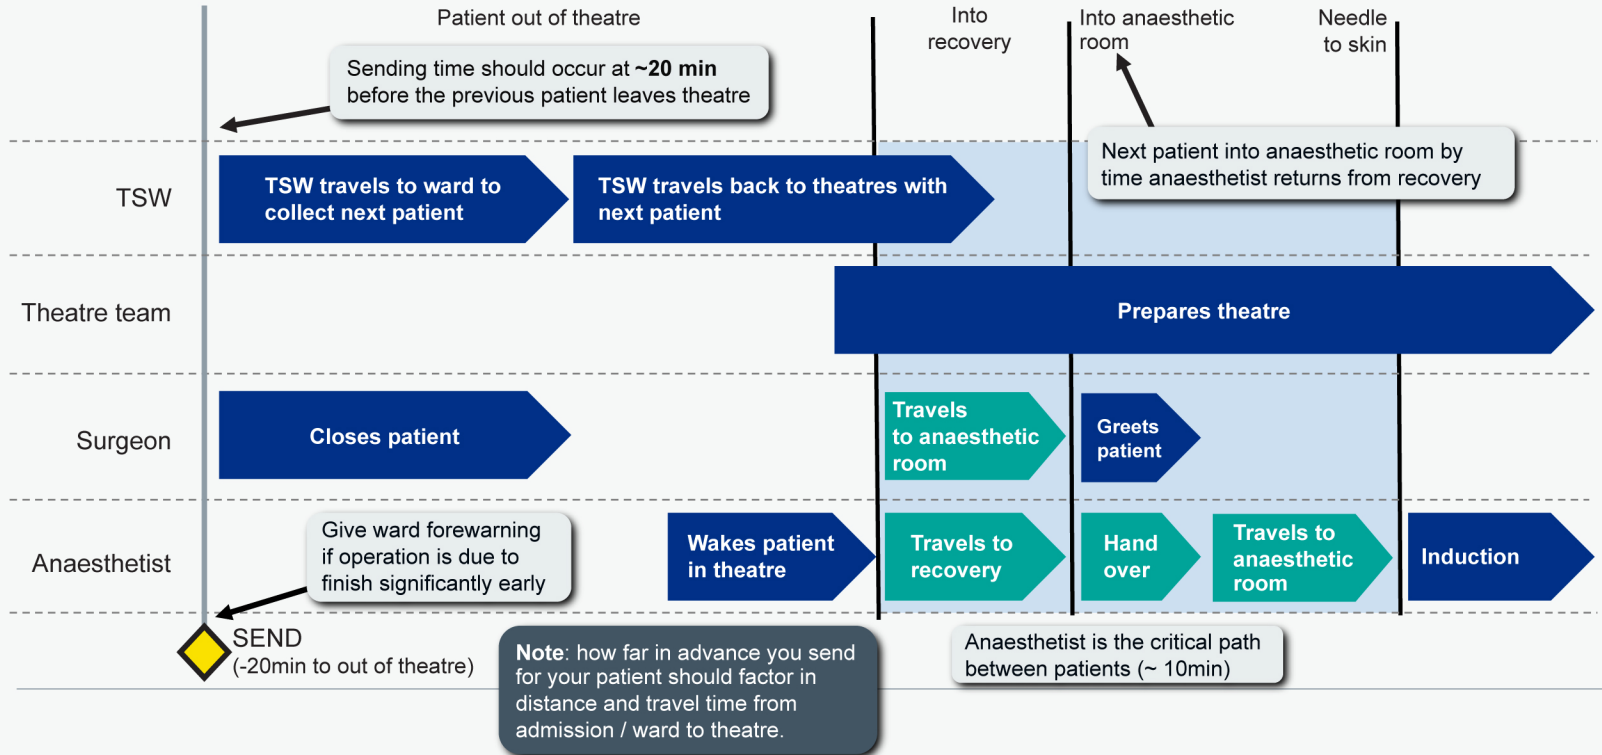 Patient out of theatre
Into
recovery
Into anaesthetic
room
Needle
to skin
Sending time should occur at ~20 min
before the previous patient leaves theatre
Next patient into anaesthetic room by
time anaesthetist returns from recovery
TSW
TSW travels to ward to
collect next patient
TSW travels back to theatres with
next patient
Theatre team
Prepares theatre
Surgeon
Closes patient
Travels
to anaesthetic
room
Greets
patient
Anaesthetist
Give ward forewarning
if operation is due to
finish significantly early
Wakes patient
in theatre
Travels to
recovery
Hand
over
Travels to
anaesthetic
room
Induction
SEND
(-20min to out of theatre)
Note: how far in advance you send
for your patient should factor in
distance and travel time from
admission / ward to theatre.
Anaesthetist is the critical path
between patients (~ 10min)